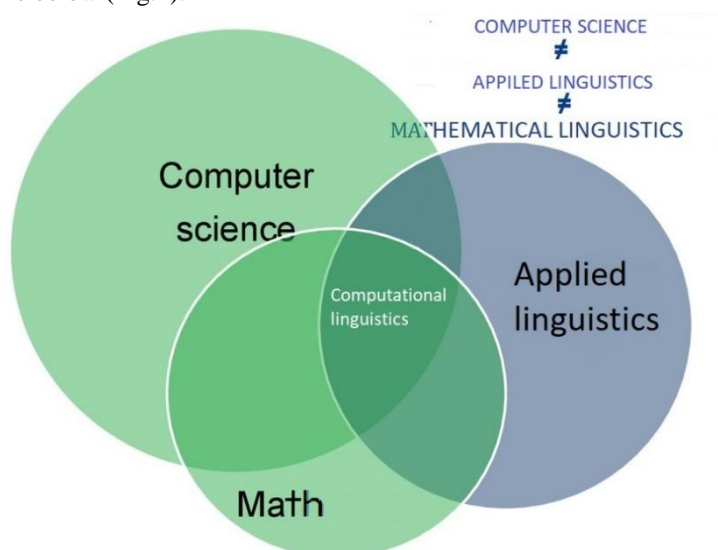 COMPUTER SCIENCE
≠
APPILED LINGUISTICS
≠
MATHEMATICAL LINGUISTICS
Computer
science
Computational
linguistics
Applied
linguistics
Math